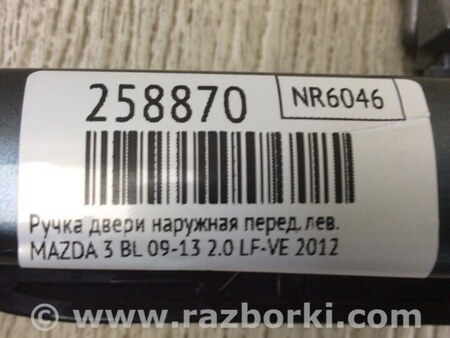 258870
NR6046
Ручка двери наружная перед. лев.
MAZDA 3 BL 09-13 2.0 LF-VE 2012
© www.razborki.com